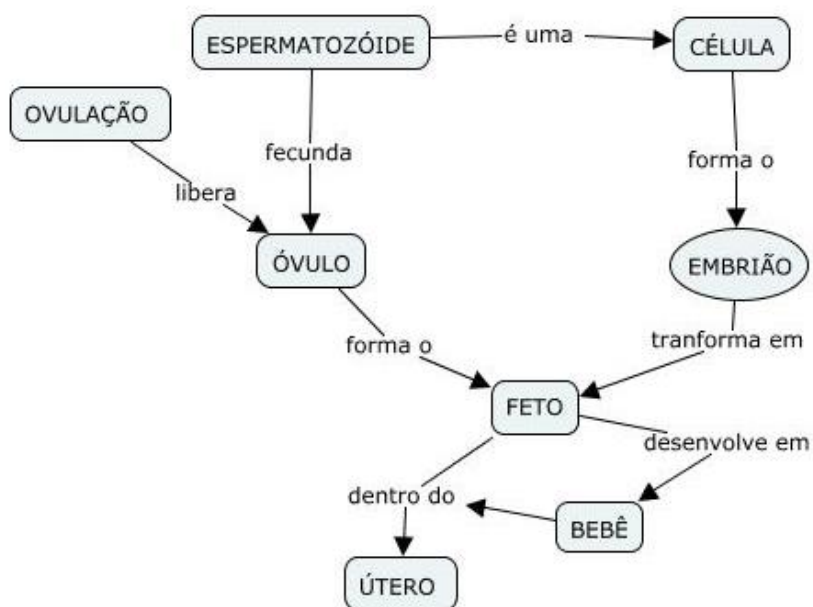 ESPERMATOZÓIDE
é uma
CÉLULA
OVULAÇÃO
fecunda
forma o
libera
ÓVULO
EMBRIÃO
forma o
tranforma em
FETO
desenvolve em
dentro do
BEBÊ
ÚTERO